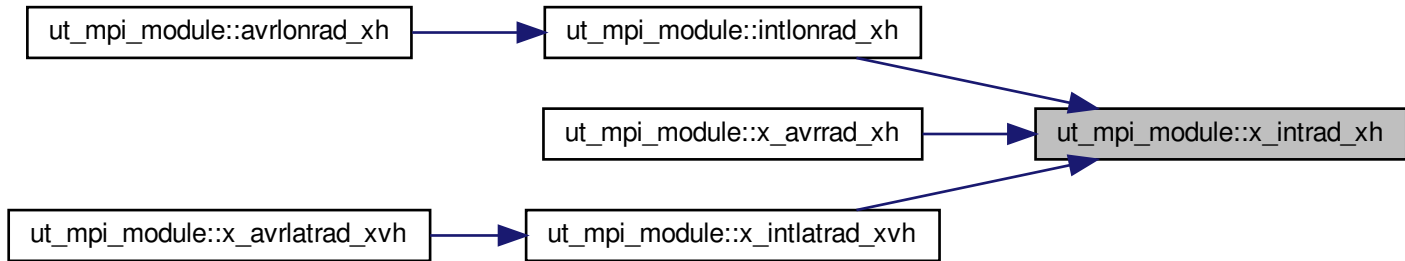 ut_mpi_module::avrlonrad_xh
ut_mpi_module::intlonrad_xh
ut_mpi_module::x_avrrad_xh
ut_mpi_module::x_intrad_xh
ut_mpi_module::x_avrlatrad_xvh
ut_mpi_module::x_intlatrad_xvh